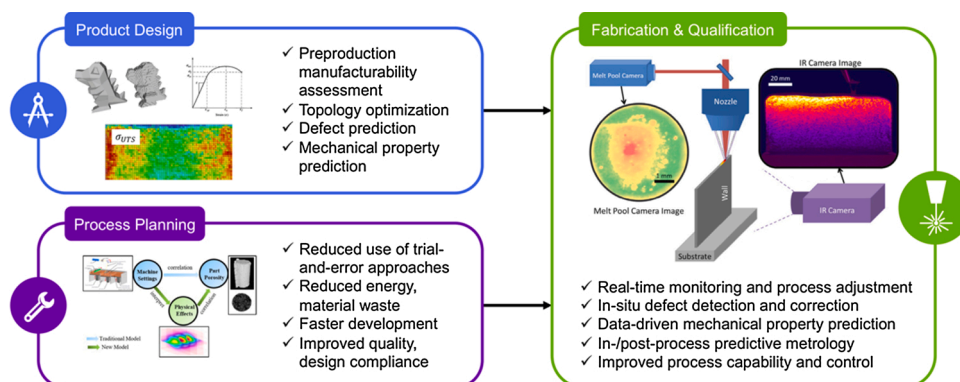 Product Design
σUTS
✓ Preproduction
manufacturability
assessment
✓ Topology optimization
✓ Defect prediction
✓ Mechanical property
prediction
Process Planning
Machine
Settings
correlation
Part
Porosity
Physical
Effects
Traditional Model
New Model
✓ Reduced use of trial-
and-error approaches
✓ Reduced energy,
material waste
✓ Faster development
✓ Improved quality,
design compliance
Fabrication & Qualification
Melt Pool Camera
Nozzle
1 mm
Melt Pool Camera Image
Wall
Substrate
IR Camera Image
20 mm
IR Camera
✓ Real-time monitoring and process adjustment
✓ In-situ defect detection and correction
✓ Data-driven mechanical property prediction
✓ In-/post-process predictive metrology
✓ Improved process capability and control